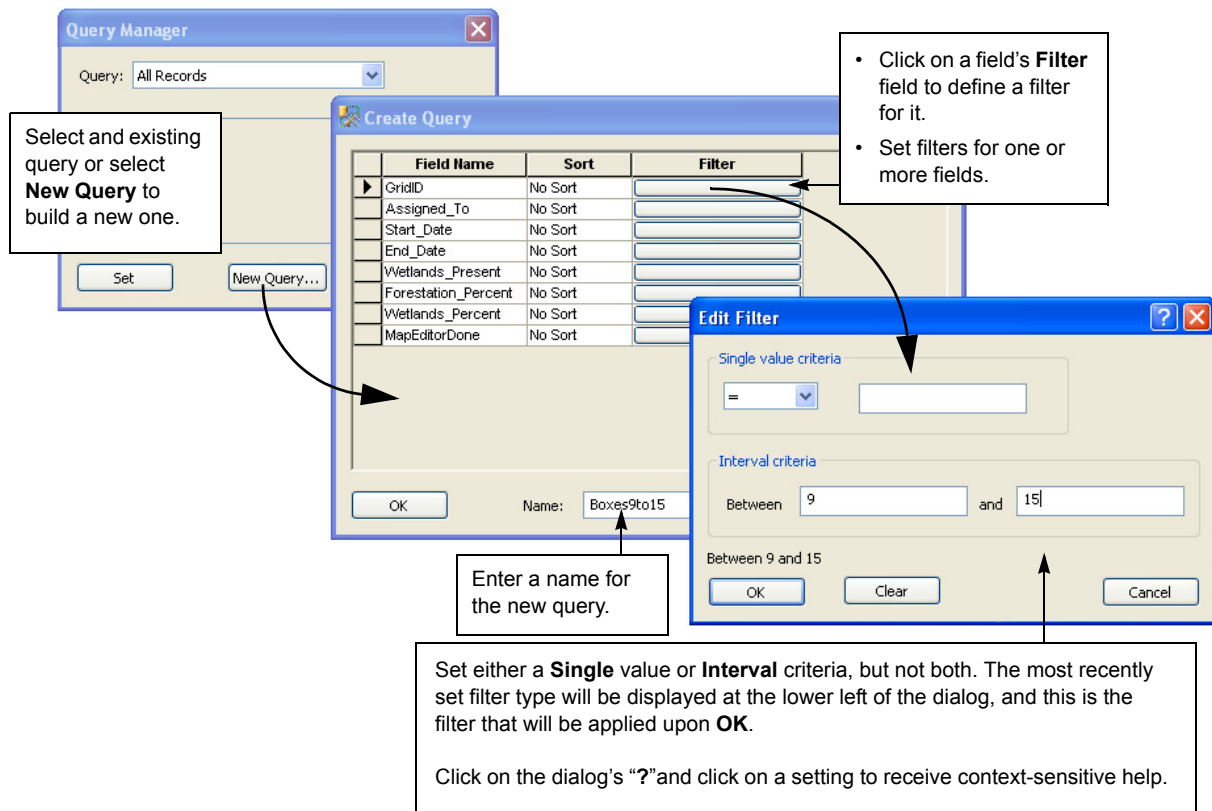 Query Manager
Query: All Records
Select and existing
query or select
New Query to
build a new one.
Set
New Query...
Create Query
Field Name Sort Filter
GridID No Sort
Assigned_To No Sort
Start_Date No Sort
End_Date No Sort
Wetlands_Present No Sort
Forestation_Percent No Sort
Wetlands_Percent No Sort
MapEditorDone No Sort
OK
Name: Boxes9to15
• Click on a field's Filter
field to define a filter
for it.
• Set filters for one or
more fields.
Edit Filter
?
Single value criteria
=
Interval criteria
Between 9 and 15
Between 9 and 15
OK
Clear
Cancel
Enter a name for
the new query.
Set either a Single value or Interval criteria, but not both. The most recently
set filter type will be displayed at the lower left of the dialog, and this is the
filter that will be applied upon OK.
Click on the dialog's “?”and click on a setting to receive context-sensitive help.